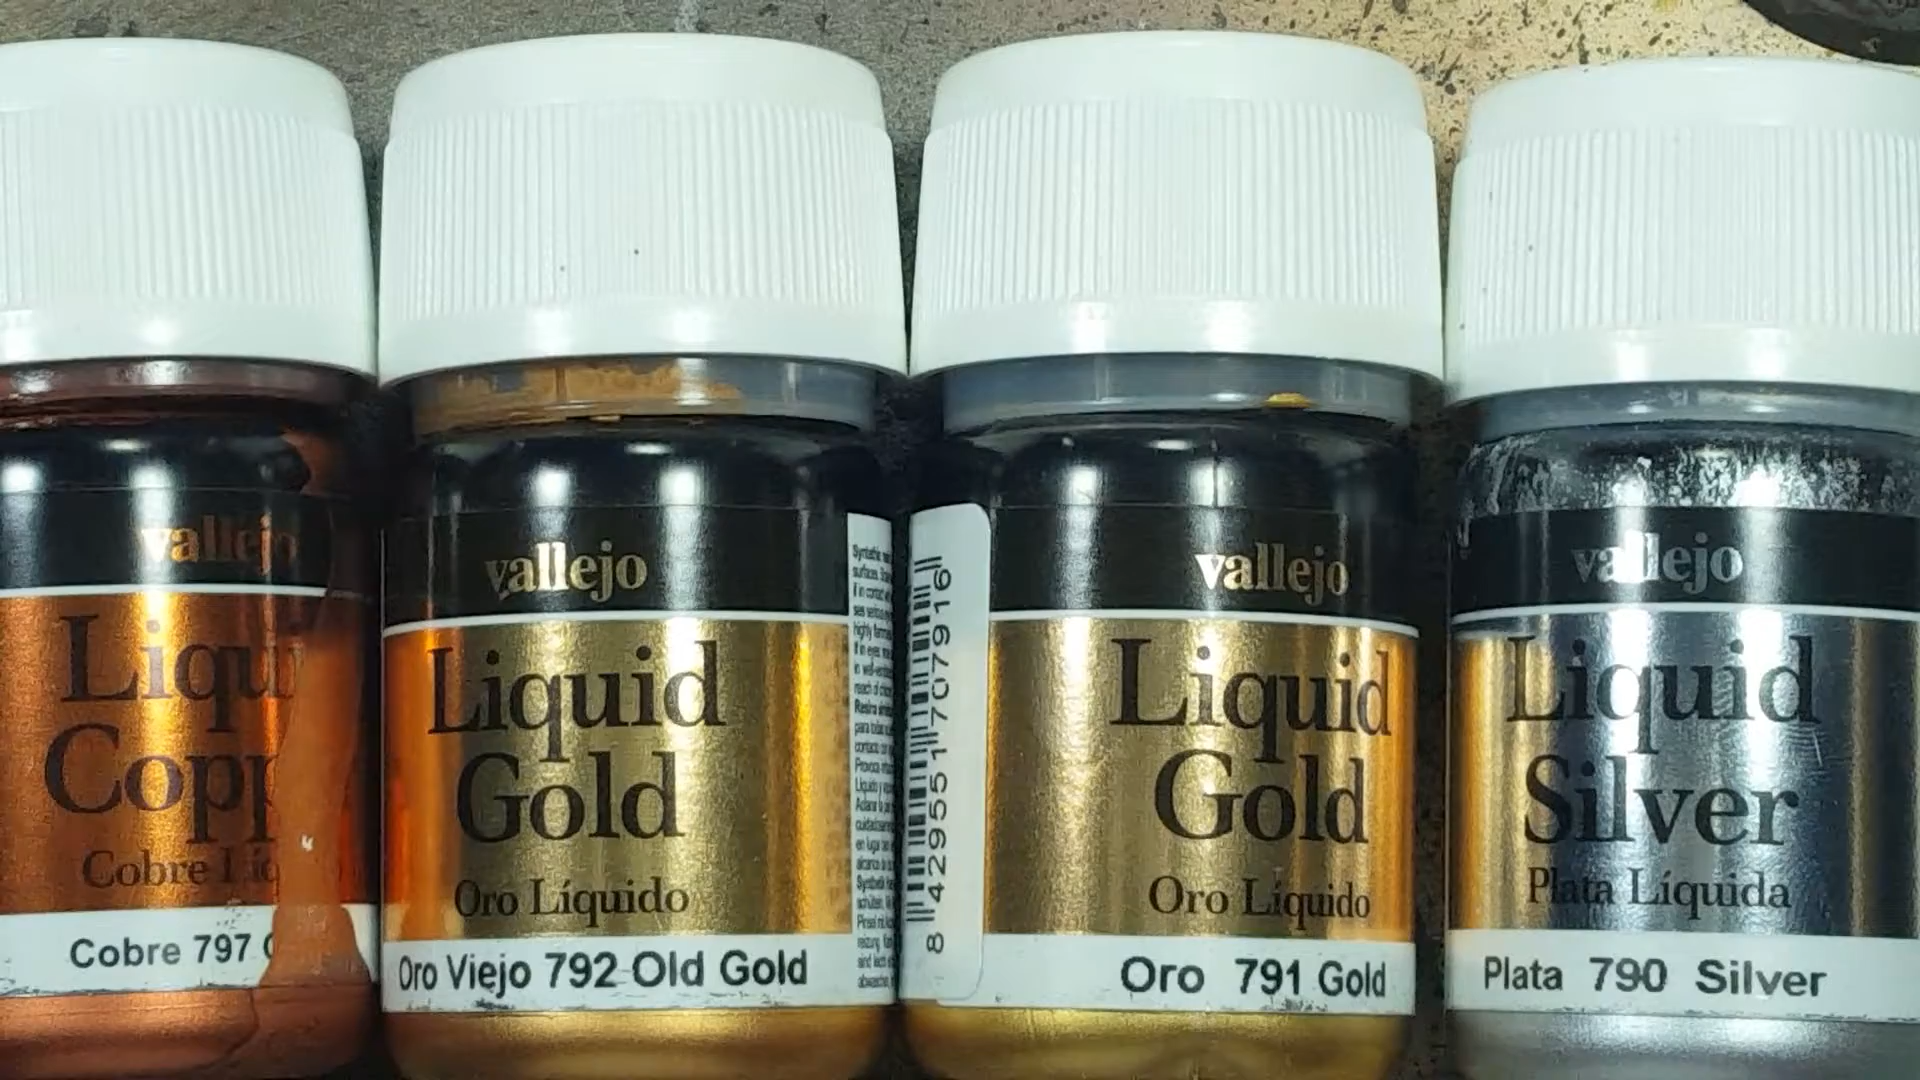 vallejo
Liqu
Copp
Cobre Líq
Cobre 797
vallejo
Liquid
Gold
Oro Líquido
Oro Viejo 792 Old Gold
8 429551 707916
vallejo
Liquid
Gold
Oro Líquido
Oro 791 Gold
vallejo
Liquid
Silver
Plata Líquida
Plata 790 Silver